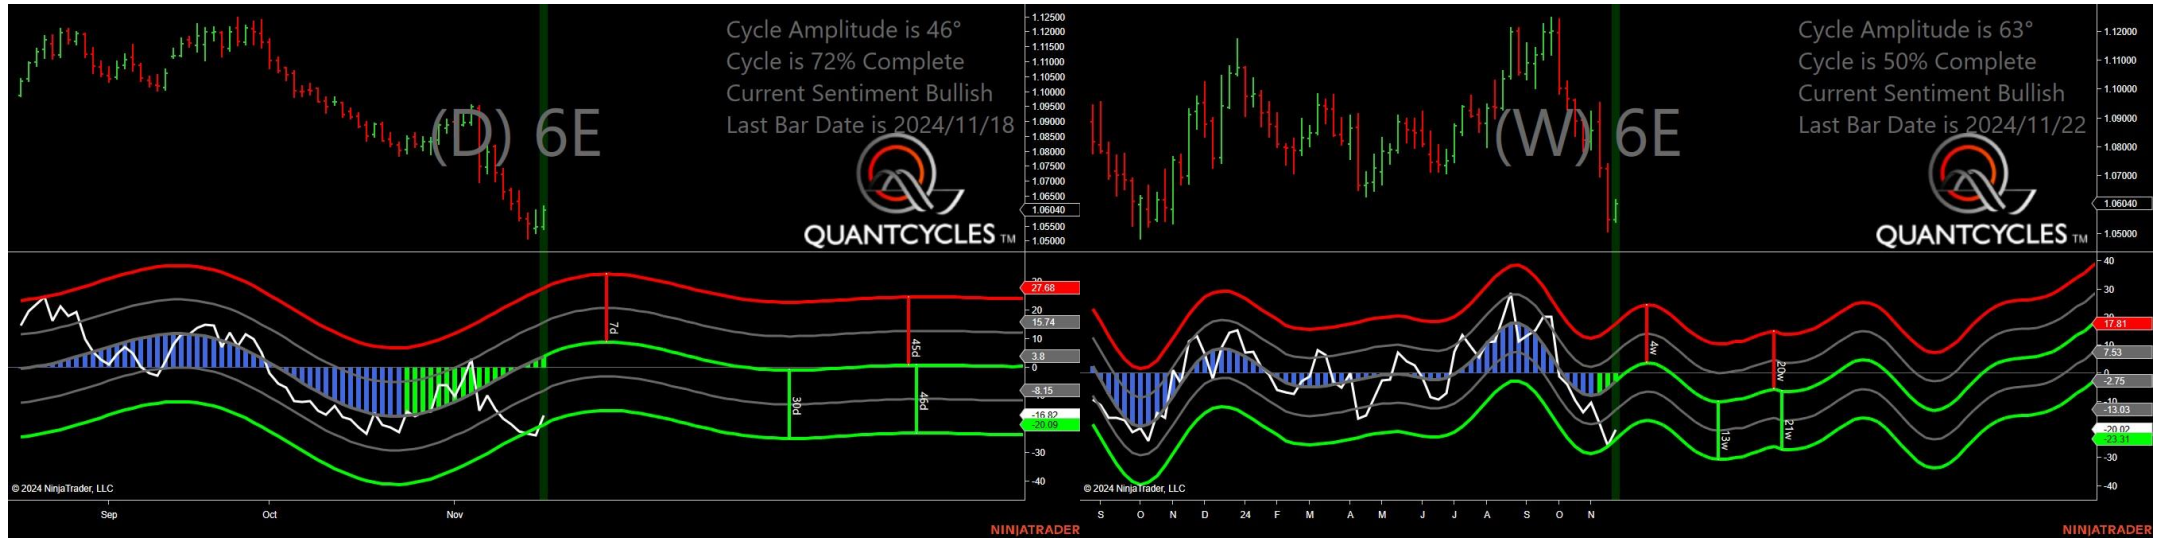 Cycle Amplitude is 46°
Cycle is 72% Complete
Current Sentiment Bullish
Last Bar Date is 2024/11/18
(D) 6E
QUANTCYCLES TM
1.12500
1.12000
1.11500
1.11000
1.10500
1.10000
1.09500
1.09000
1.08500
1.08000
1.07500
1.07000
1.06500
1.06040
1.05500
1.05000
27.68
20
15.74
10
3.8
0
-8.15
-16.82
-20.09
-30
-40
7d
30d
45d
46d
© 2024 NinjaTrader, LLC
Sep Oct Nov
NINJATRADER
Cycle Amplitude is 63°
Cycle is 50% Complete
Current Sentiment Bullish
Last Bar Date is 2024/11/22
(W) 6E
QUANTCYCLES TM
1.12000
1.11000
1.10000
1.09000
1.08000
1.07000
1.06040
1.05000
40
30
17.81
7.53
0
-2.75
-13.03
-20.02
-23.31
-30
-40
4w
13w
20w
21w
© 2024 NinjaTrader, LLC
S O N D 24 F M A M J J A S O N
NINJATRADER